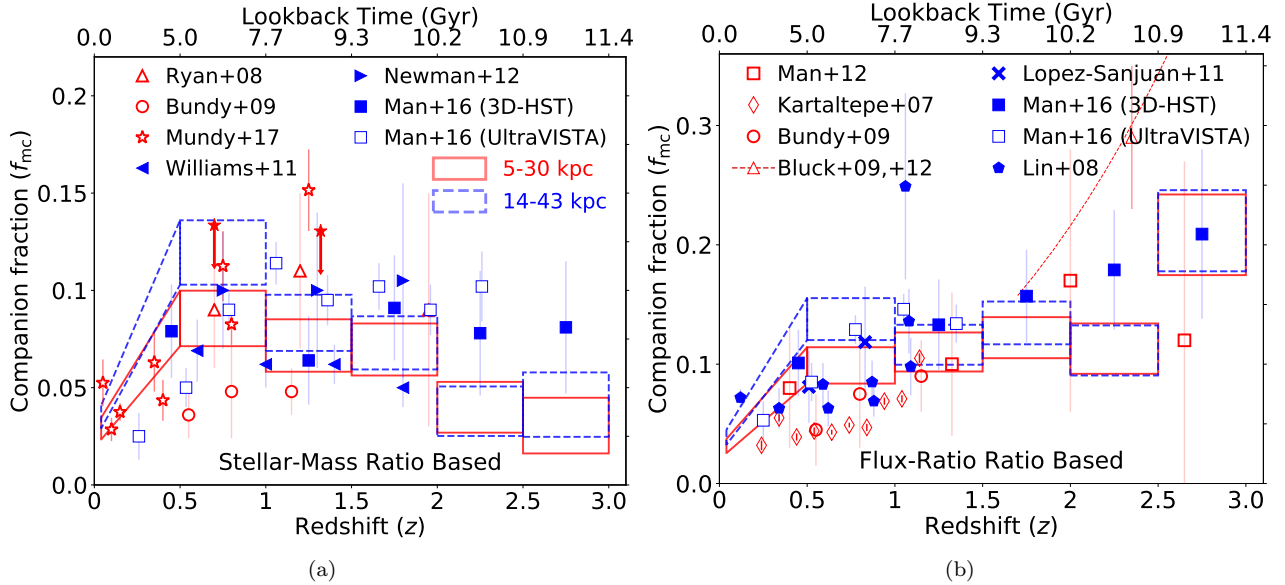 Lookback Time (Gyr)
0.0 5.0 7.7 9.3 10.2 10.9 11.4
Ryan+08
Bundy+09
Mundy+17
Williams+11
Newman+12
Man+16 (3D-HST)
Man+16 (UltraVISTA)
5-30 kpc
14-43 kpc
Companion fraction (fmc)
0.2
0.15
0.10
0.05
0.0
Stellar-Mass Ratio Based
0.0 0.5 1 1.5 2 2.5 3.0
Redshift (z)
(a)
Lookback Time (Gyr)
0.0 5.0 7.7 9.3 10.2 10.9 11.4
Man+12
Kartaltepe+07
Bundy+09
Bluck+09,+12
Lopez-Sanjuan+11
Man+16 (3D-HST)
Man+16 (UltraVISTA)
Lin+08
Companion fraction (fmc)
0.3
0.2
0.1
0.0
Flux-Ratio Ratio Based
0 0.5 1 1.5 2 2.5 3.0
Redshift (z)
(b)